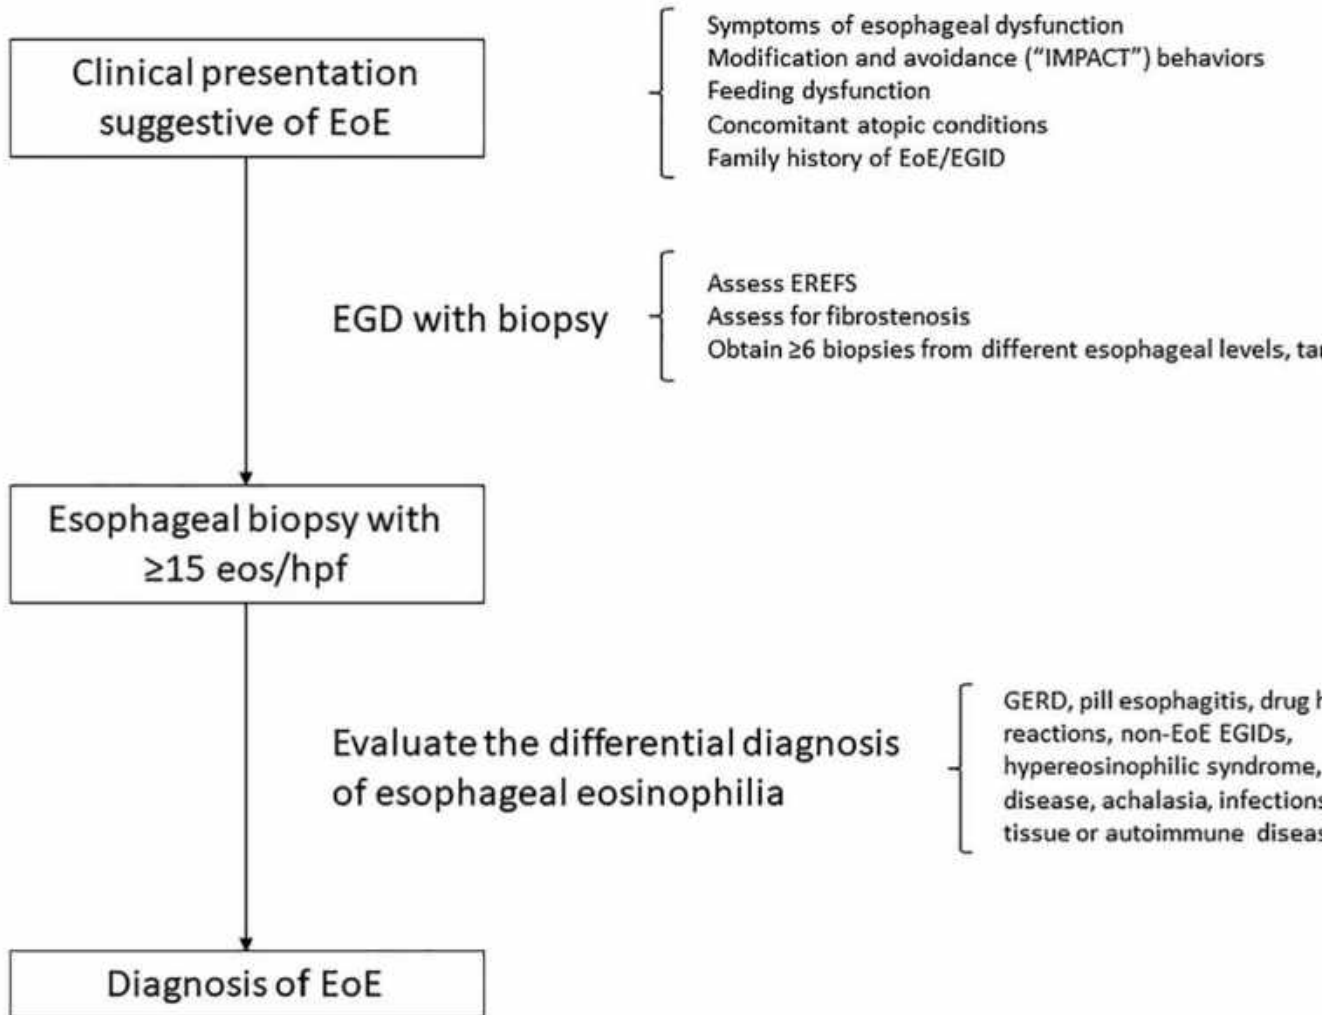 Clinical presentation
suggestive of EoE
Symptoms of esophageal dysfunction
Modification and avoidance (“IMPACT”) behaviors
Feeding dysfunction
Concomitant atopic conditions
Family history of EoE/EGID
EGD with biopsy
Assess EREFS
Assess for fibrostenosis
Obtain ≥6 biopsies from different esophageal levels,
Esophageal biopsy with
≥15 eos/hpf
Evaluate the differential diagnosis
of esophageal eosinophilia
GERD, pill esophagitis, drug
reactions, non-EoE EGIDs,
hypereosinophilic syndrome,
disease, achalasia, infections
tissue or autoimmune
Diagnosis of EoE